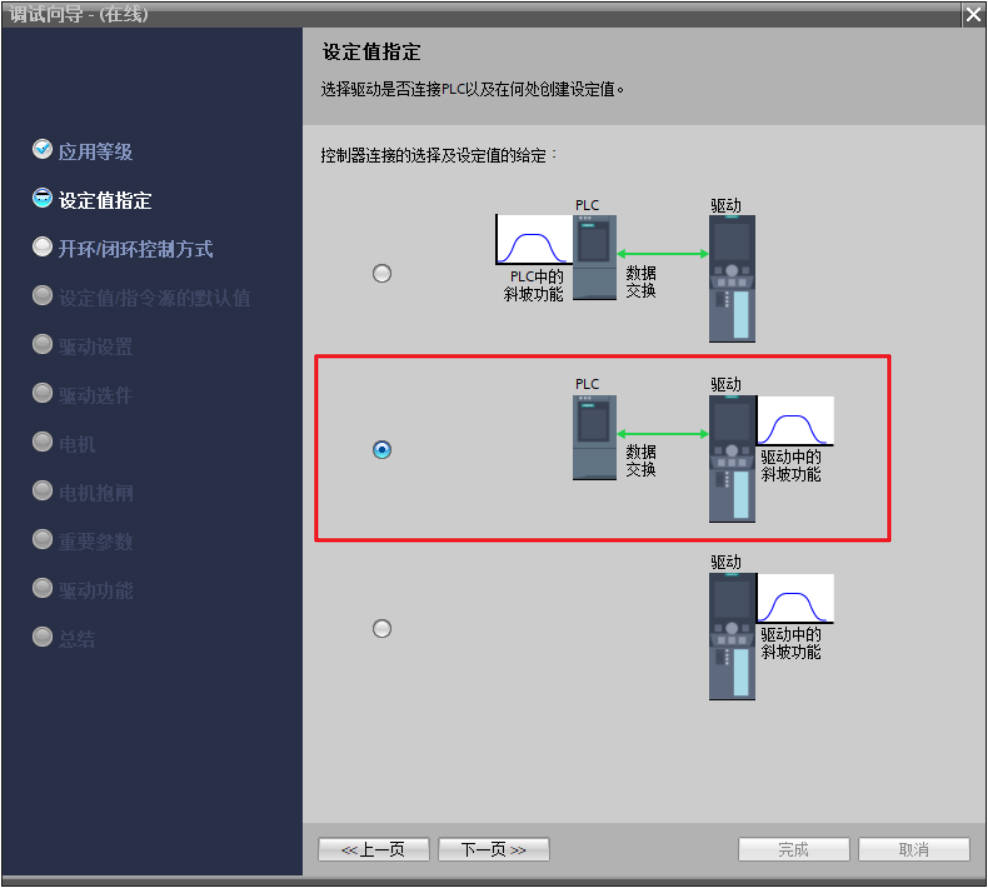 调试向导 - (在线)
设定值指定
选择驱动是否连接PLC以及在何处创建设定值。
应用等级
设定值指定
开环/闭环控制方式
设定值/指令源的默认值
驱动设置
驱动选件
电机
电机抱闸
重要参数
驱动功能
总结
控制器连接的选择及设定值的给定：
PLC
驱动
PLC中的
斜坡功能
数据
交换
PLC
驱动
数据
交换
驱动中的
斜坡功能
驱动
驱动中的
斜坡功能
<<上一页
下一页>>
完成
取消